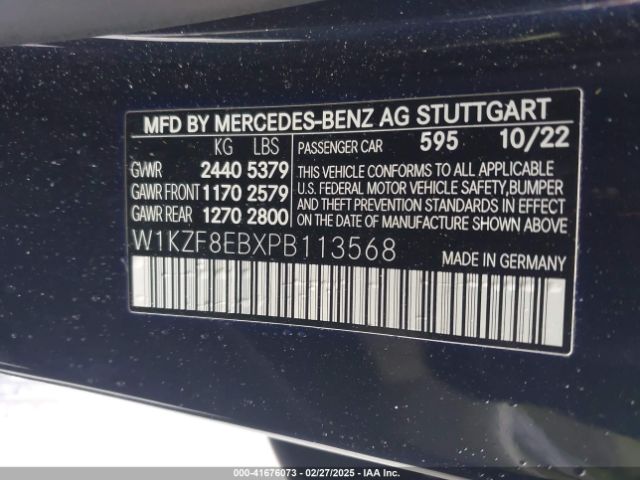 MFD BY MERCEDES-BENZ AG STUTTGART
KG LBS PASSENGER CAR 595 10/22
GVWR 2440 5379
GAWR FRONT 1170 2579
GAWR REAR 1270 2800
THIS VEHICLE CONFORMS TO ALL APPLICABLE
U.S. FEDERAL MOTOR VEHICLE SAFETY,BUMPER
AND THEFT PREVENTION STANDARDS IN EFFECT
ON THE DATE OF MANUFACTURE SHOWN ABOVE
W1KZF8EBXPB113568 MADE IN GERMANY
000-41676073 - 02/27/2025 - IAA Inc.